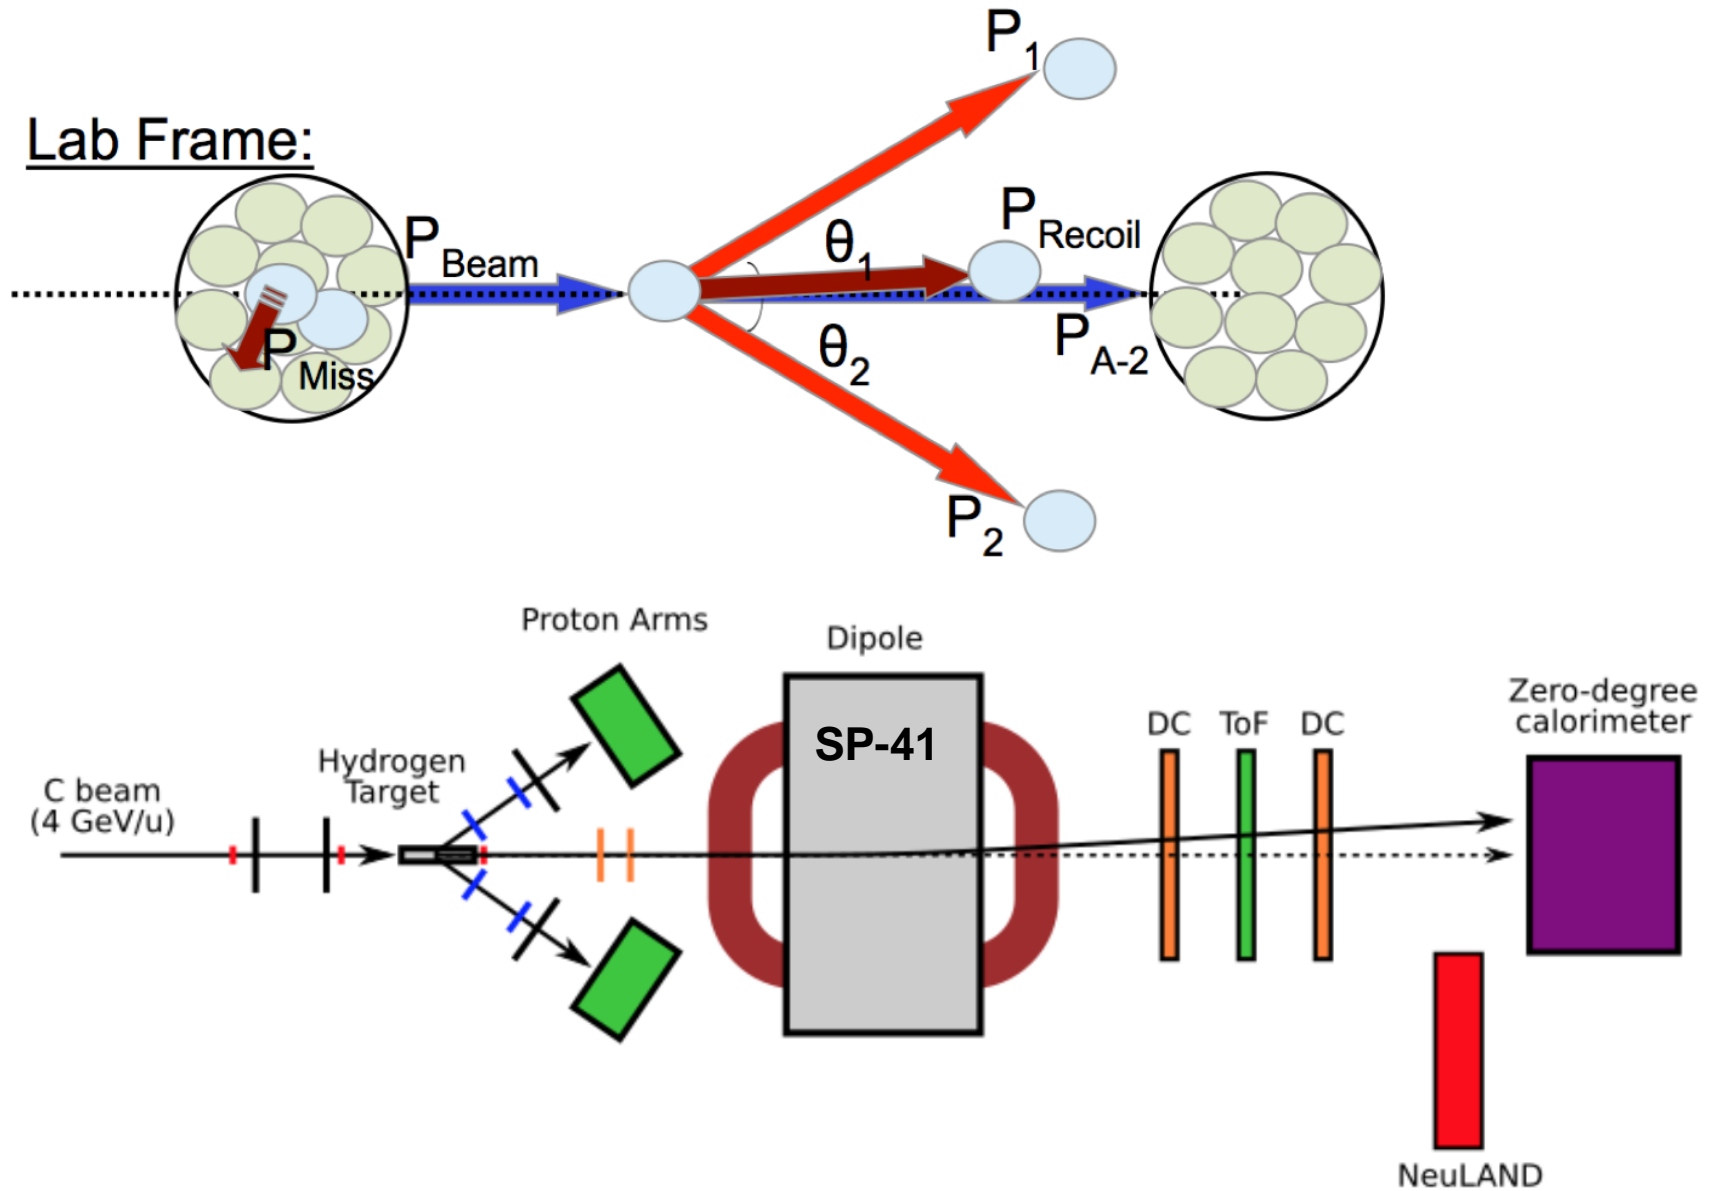 P1
Lab Frame:
PBeam
θ1
PRecoil
PMiss
θ2
PA-2
P2
Proton Arms
Dipole
Zero-degree
calorimeter
SP-41
DC
ToF
DC
Hydrogen
Target
C beam
(4 GeV/u)
NeuLAND